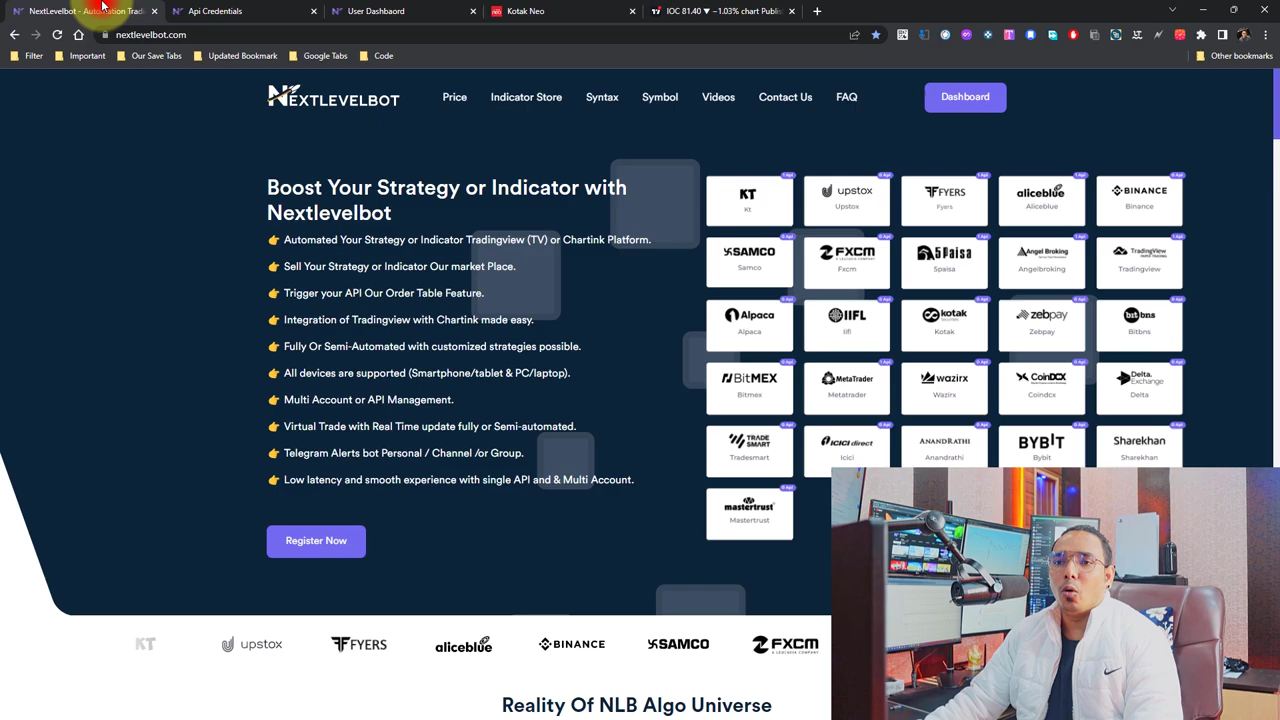 NextLevelbot - Automation Tradi
Api Credentials
User Dashboard
Kotak Neo
IOC 81.40 ▼ −1.03% chart Publis
nextlevelbot.com
Filter
Important
Our Save Tabs
Updated Bookmark
Google Tabs
Code
Other bookmarks
NEXTLEVELBOT
Price
Indicator Store
Syntax
Symbol
Videos
Contact Us
FAQ
Dashboard
Boost Your Strategy or Indicator with
Nextlevelbot
👉 Automated Your Strategy or Indicator Tradingview (TV) or Chartink Platform.
👉 Sell Your Strategy or Indicator Our market Place.
👉 Trigger your API Our Order Table Feature.
👉 Integration of Tradingview with Chartink made easy.
👉 Fully Or Semi-Automated with customized strategies possible.
👉 All devices are supported (Smartphone/tablet & PC/laptop).
👉 Multi Account or API Management.
👉 Virtual Trade with Real Time update fully or Semi-automated.
👉 Telegram Alerts bot Personal / Channel /or Group.
👉 Low latency and smooth experience with single API and & Multi Account.
Register Now
KT
Kt
upstox
Upstox
FYERS
Fyers
aliceblue
Aliceblue
BINANCE
Binance
SAMCO
Samco
FXCM
Fxcm
5paisa
5paisa
Angel Broking
Angelbroking
TradingView
Tradingview
Alpaca
Alpaca
IIFL
Iifl
kotak
Kotak
zebpay
Zebpay
bitbns
Bitbns
BitMEX
Bitmex
MetaTrader
Metatrader
wazirx
Wazirx
CoinDCX
Coindcx
Delta.
Exchange
Delta
TRADE
SMART
Tradesmart
ICICI direct
Icici
ANANDRATHI
Anandrathi
BYBIT
Bybit
Sharekhan
Sharekhan
mastertrust
Mastertrust
KT
upstox
FYERS
aliceblue
BINANCE
SAMCO
FXCM
Reality Of NLB Algo Universe